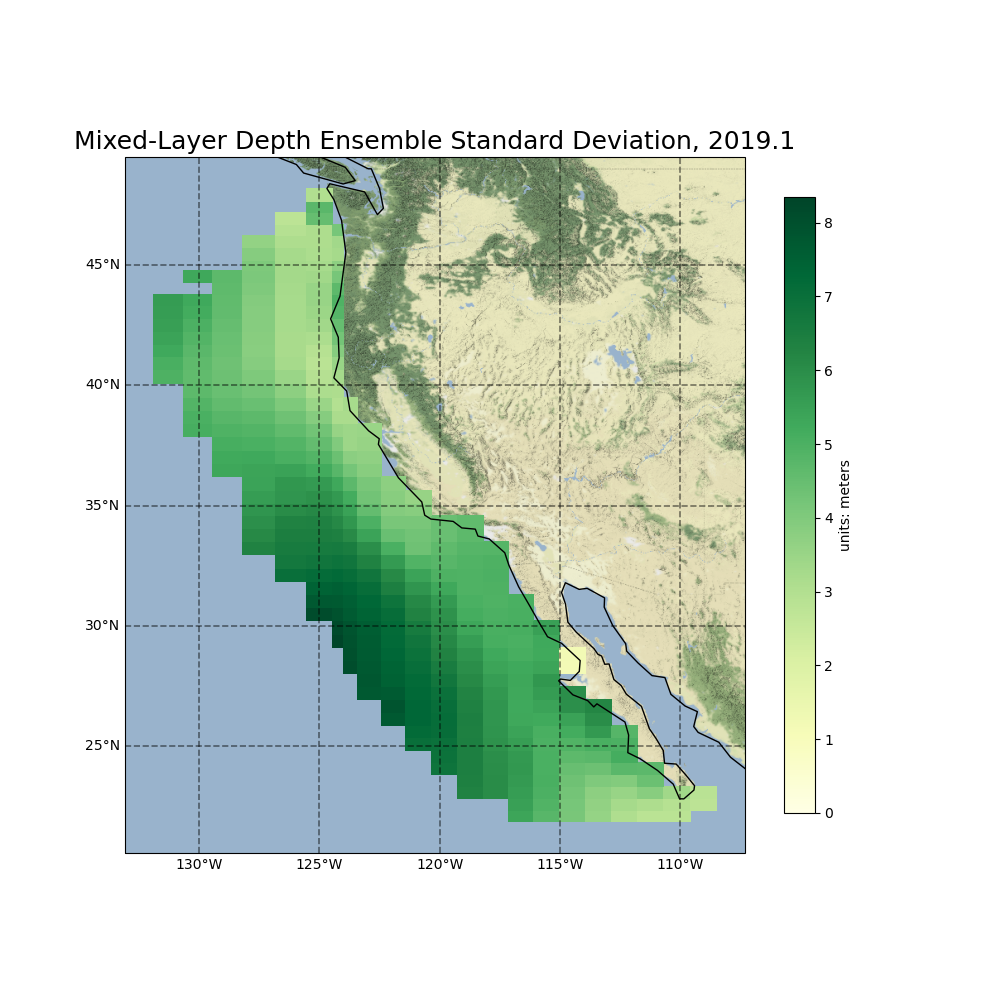 Mixed-Layer Depth Ensemble Standard Deviation, 2019.1
45°N
40°N
35°N
30°N
25°N
130°W
125°W
120°W
115°W
110°W
8
7
6
5
4
3
2
1
0
units: meters